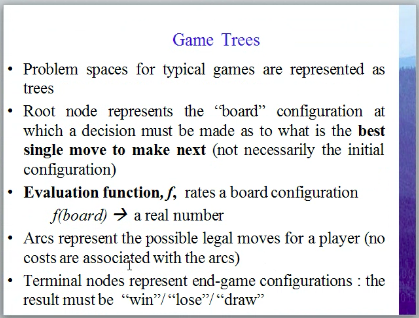 Game Trees
• Problem spaces for typical games are represented as
trees
• Root node represents the “board” configuration at
which a decision must be made as to what is the best
single move to make next (not necessarily the initial
configuration)
• Evaluation function, f, rates a board configuration
f(board) → a real number
• Arcs represent the possible legal moves for a player (no
costs are associated with the arcs)
• Terminal nodes represent end-game configurations : the
result must be “win”/“lose”/“draw”